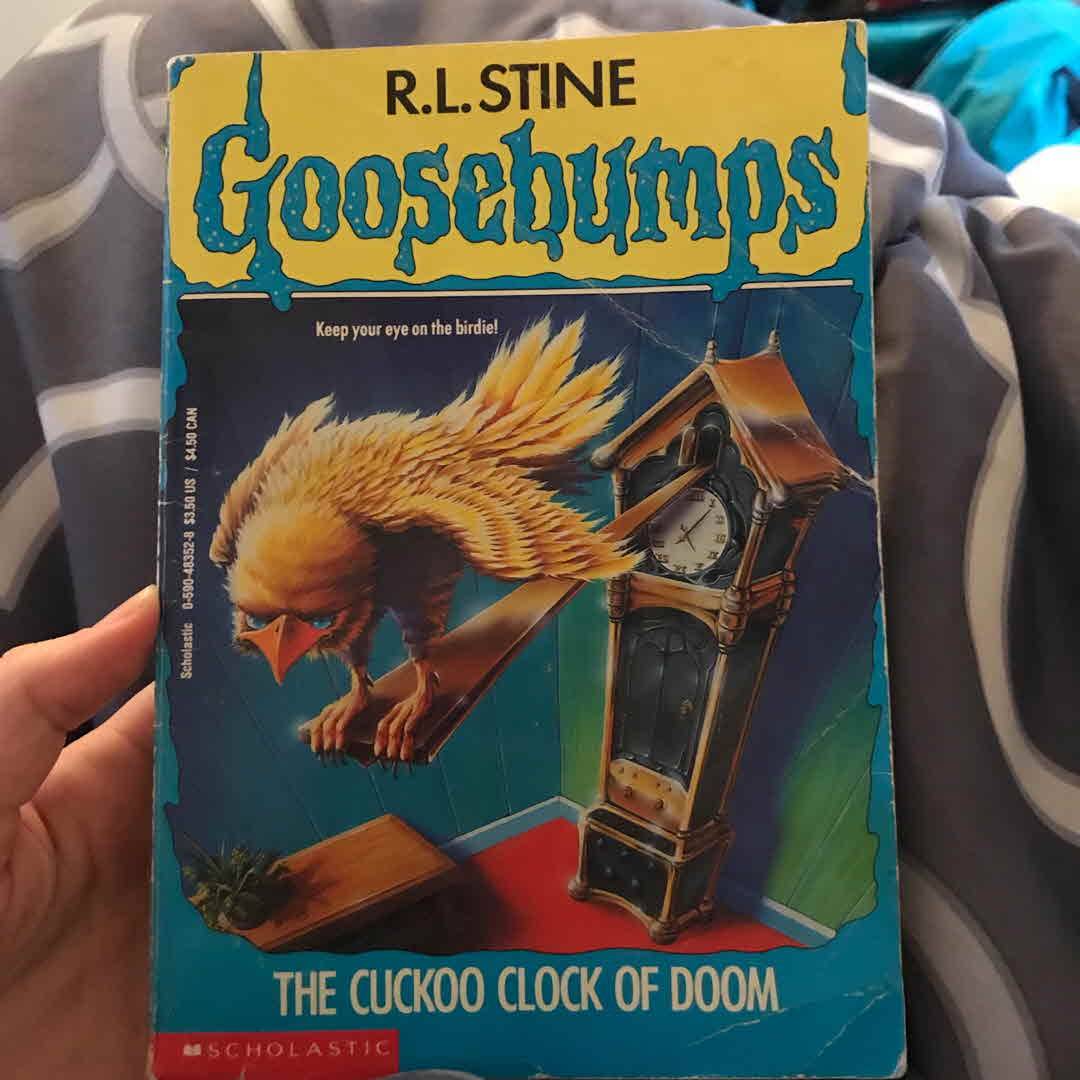 R.L. STINE
Goosebumps
Keep your eye on the birdie!
Scholastic 0-590-48352-8 $3.50 US / $4.50 CAN
THE CUCKOO CLOCK OF DOOM
SCHOLASTIC